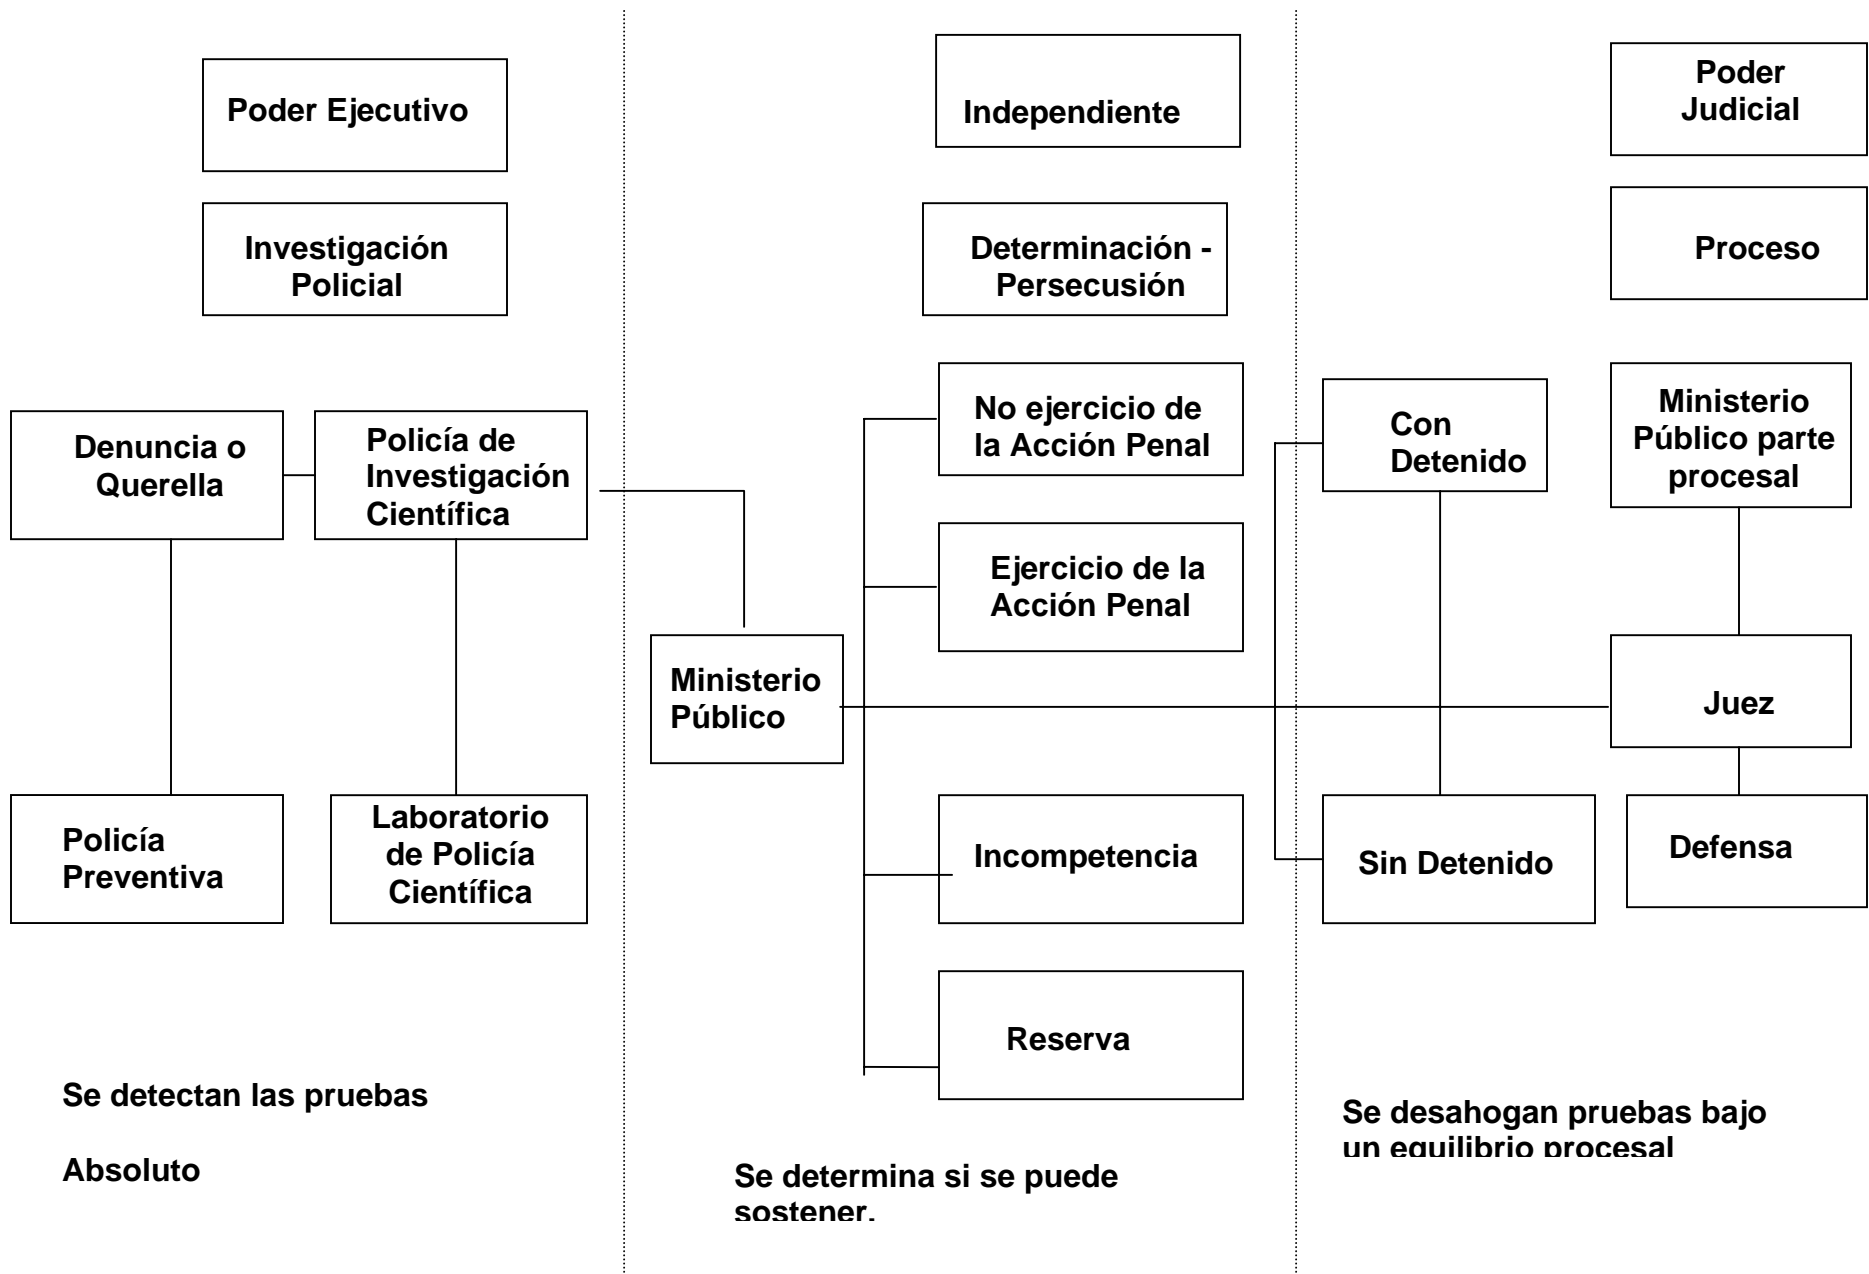 Poder Ejecutivo
Investigación
Policial
Denuncia o
Querella
Policía de
Investigación
Científica
Policía
Preventiva
Laboratorio
de Policía
Científica
Se detectan las pruebas
Absoluto
Independiente
Determinación -
Persecusión
No ejercicio de
la Acción Penal
Ejercicio de la
Acción Penal
Ministerio
Público
Incompetencia
Reserva
Se determina si se puede
sostener.
Poder
Judicial
Proceso
Con
Detenido
Ministerio
Público parte
procesal
Juez
Sin Detenido
Defensa
Se desahogan pruebas bajo
un equilibrio procesal